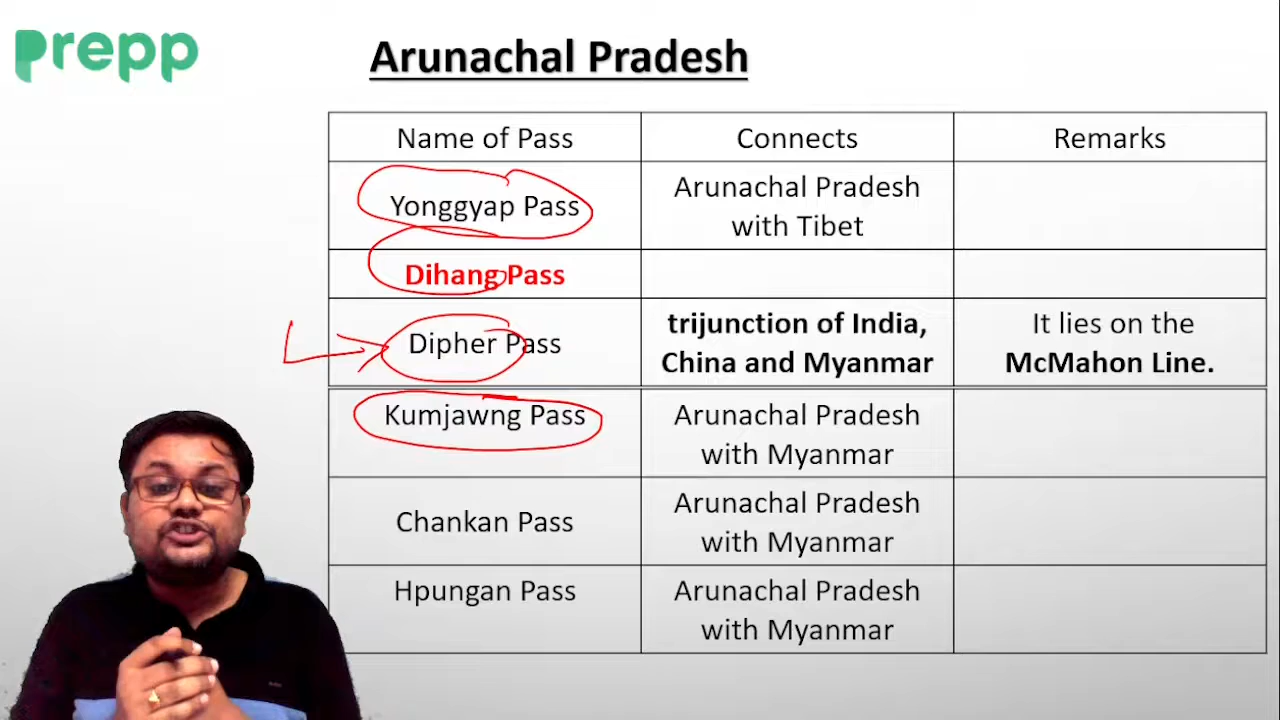 prepp
Arunachal Pradesh
Name of Pass
Connects
Remarks
Yonggyap Pass
Arunachal Pradesh
with Tibet
Dihang Pass
Dipher Pass
trijunction of India,
China and Myanmar
It lies on the
McMahon Line.
Kumjawng Pass
Arunachal Pradesh
with Myanmar
Chankan Pass
Arunachal Pradesh
with Myanmar
Hpungan Pass
Arunachal Pradesh
with Myanmar